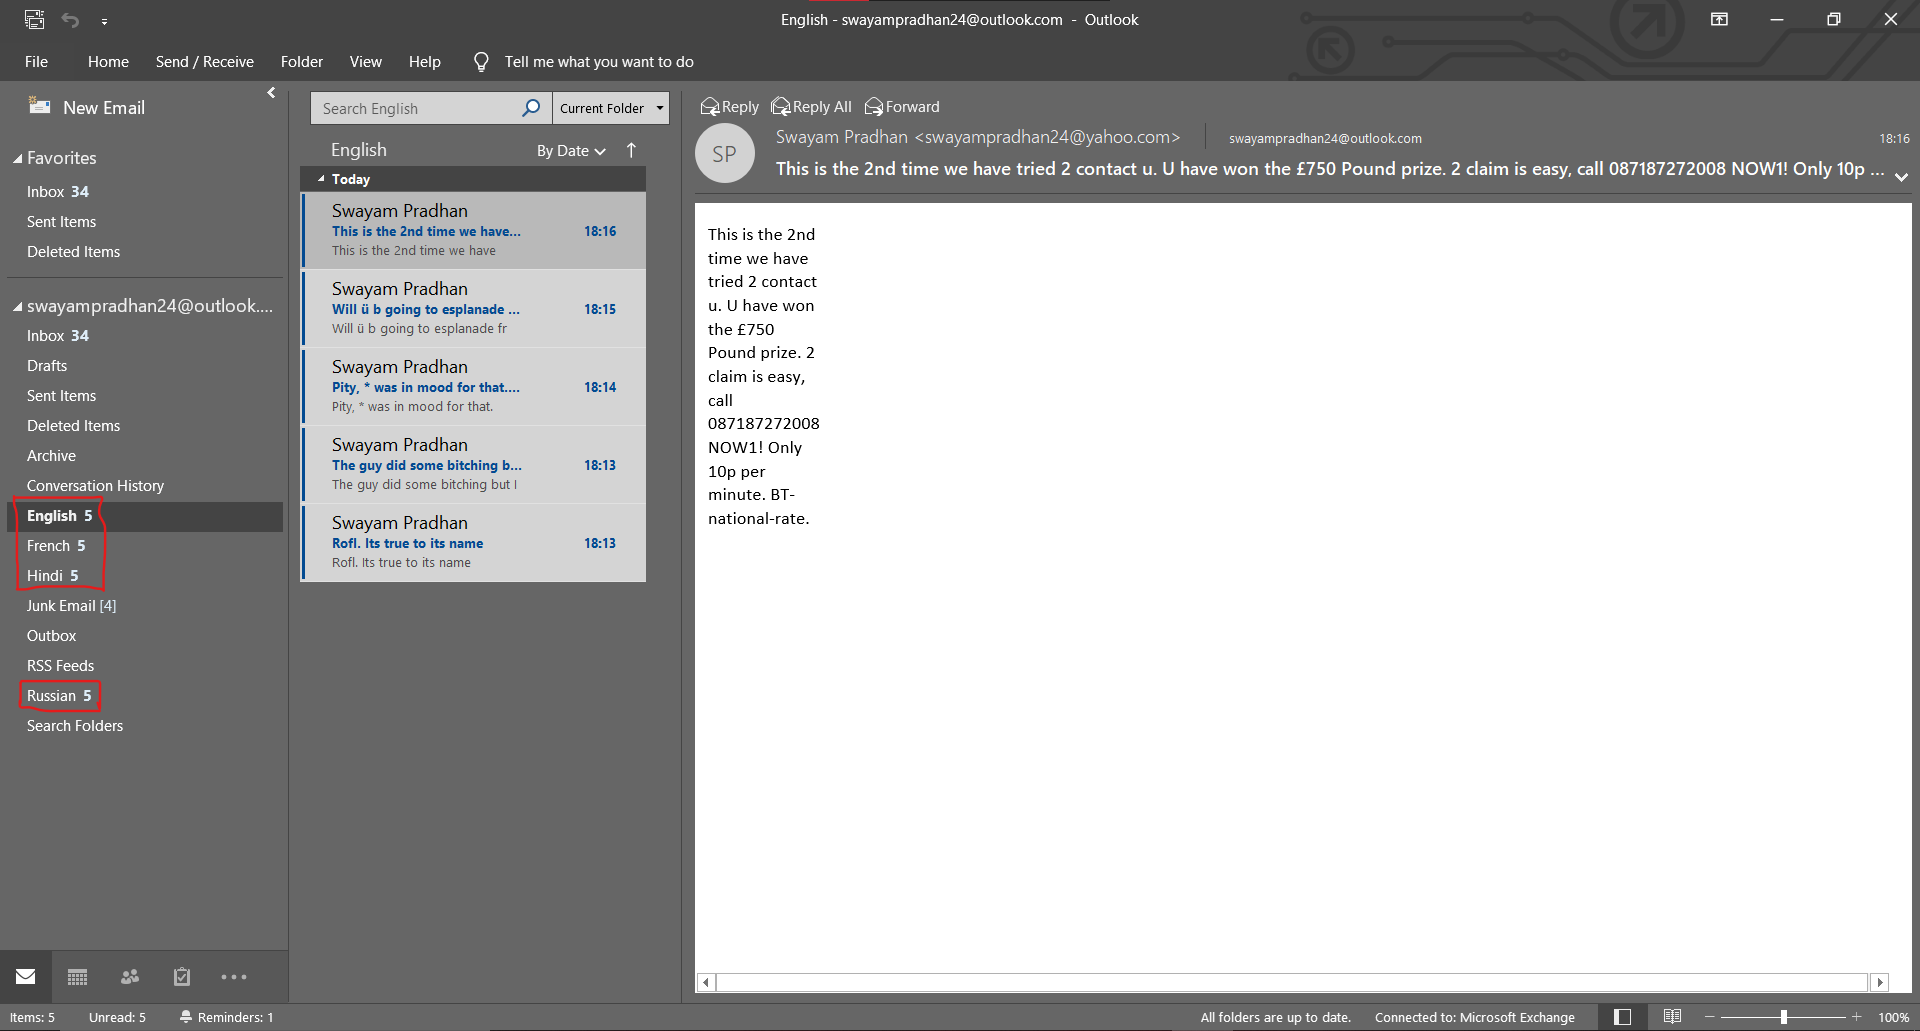 English - swayampradhan24@outlook.com - Outlook
File Home Send / Receive Folder View Help Tell me what you want to do
New Email
Favorites
Inbox 34
Sent Items
Deleted Items
swayampradhan24@outlook....
Inbox 34
Drafts
Sent Items
Deleted Items
Archive
Conversation History
English 5
French 5
Hindi 5
Junk Email [4]
Outbox
RSS Feeds
Russian 5
Search Folders
Search English Current Folder
English By Date
Today
Swayam Pradhan
This is the 2nd time we have... 18:16
This is the 2nd time we have
Swayam Pradhan
Will ü b going to esplanade ... 18:15
Will ü b going to esplanade fr
Swayam Pradhan
Pity, * was in mood for that.... 18:14
Pity, * was in mood for that.
Swayam Pradhan
The guy did some bitching b... 18:13
The guy did some bitching but I
Swayam Pradhan
Rofl. Its true to its name 18:13
Rofl. Its true to its name
Reply Reply All Forward
SP
Swayam Pradhan <swayampradhan24@yahoo.com> swayampradhan24@outlook.com 18:16
This is the 2nd time we have tried 2 contact u. U have won the £750 Pound prize. 2 claim is easy, call 087187272008 NOW1! Only 10p ...
This is the 2nd
time we have
tried 2 contact
u. U have won
the £750
Pound prize. 2
claim is easy,
call
087187272008
NOW1! Only
10p per
minute. BT-
national-rate.
Items: 5 Unread: 5 Reminders: 1 All folders are up to date. Connected to: Microsoft Exchange 100%